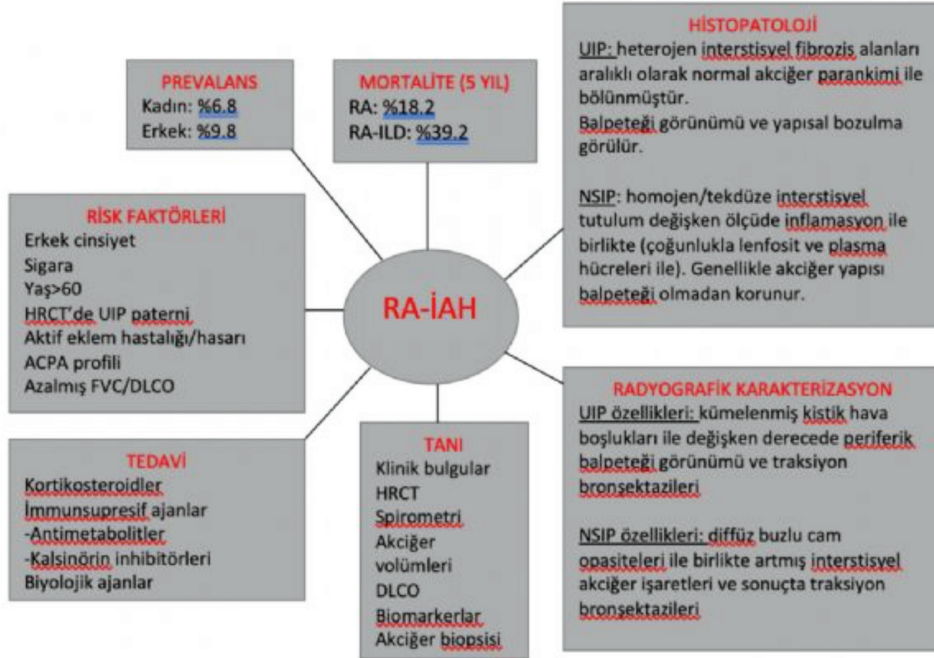 PREVALANS
Kadın: %6.8
Erkek: %9.8
MORTALİTE (5 YIL)
RA: %18.2
RA-ILD: %39.2
HİSTOPATOLOJİ
UIP: heterojen interstisyel fibrozis alanları
aralıklı olarak normal akciğer parankimi ile
bölünmüştür.
Balpeteği görünümü ve yapısal bozulma
görülür.
NSIP: homojen/tekdüze interstisyel
tutulum değişken ölçüde inflamasyon ile
birlikte (çoğunlukla lenfosit ve plasma
hücreleri ile). Genellikle akciğer yapısı
balpeteği olmadan korunur.
RİSK FAKTÖRLERİ
Erkek cinsiyet
Sigara
Yaş>60
HRCT'de UIP paterni
Aktif eklem hastalığı/hasarı
ACPA profili
Azalmış FVC/DLCO
RA-İAH
TEDAVİ
Kortikosteroidler
İmmunsupresif ajanlar
-Antimetabolitler
-Kalsinörin inhibitörleri
Biyolojik ajanlar
TANI
Klinik bulgular
HRCT
Spirometri
Akciğer
volümleri
DLCO
Biomarkerlar
Akciğer biopsisi
RADYOGRAFİK KARAKTERİZASYON
UIP özellikleri: kümelenmiş kistik hava
boşlukları ile değişken derecede periferik
balpeteği görünümü ve traksiyon
bronşektazileri
NSIP özellikleri: diffüz buzlu cam
opasiteleri ile birlikte artmış interstisyel
akciğer işaretleri ve sonuçta traksiyon
bronşektazileri